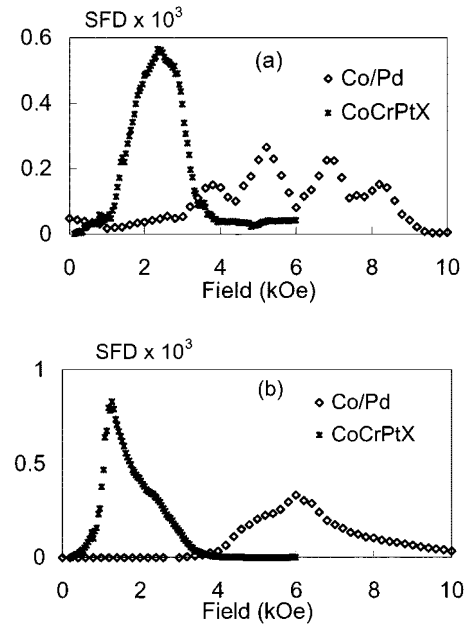 SFD x 10³
0.6
(a)
Co/Pd
0.4
CoCrPtX
0.2
0
0 2 4 6 8 10
Field (kOe)
SFD x 10³
1
(b)
Co/Pd
CoCrPtX
0.5
0
0 2 4 6 8 10
Field (kOe)